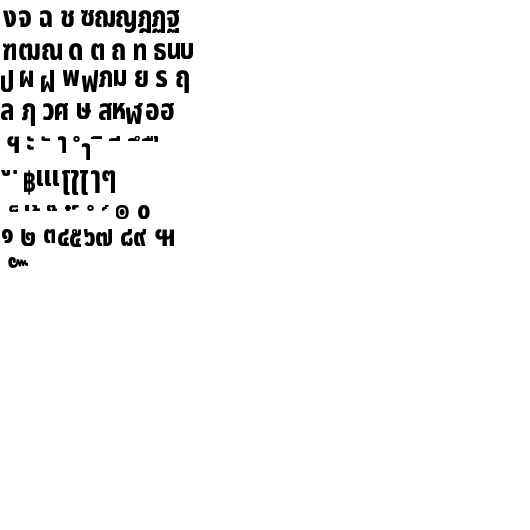 งจ ฉ ช ซฌญฎฏฐ
ฑฒณ ด ต ถ ท ธนบ
ป ผ ฝ พฟภม ย ร ฤ
ล ฦ วศ ษ สหฬอฮ
ฯ ะ ั า ำ
฿เแโใไๅๆ
๏ ๐
๑ ๒ ๓๔๕๖๗ ๘๙ ๚
๛